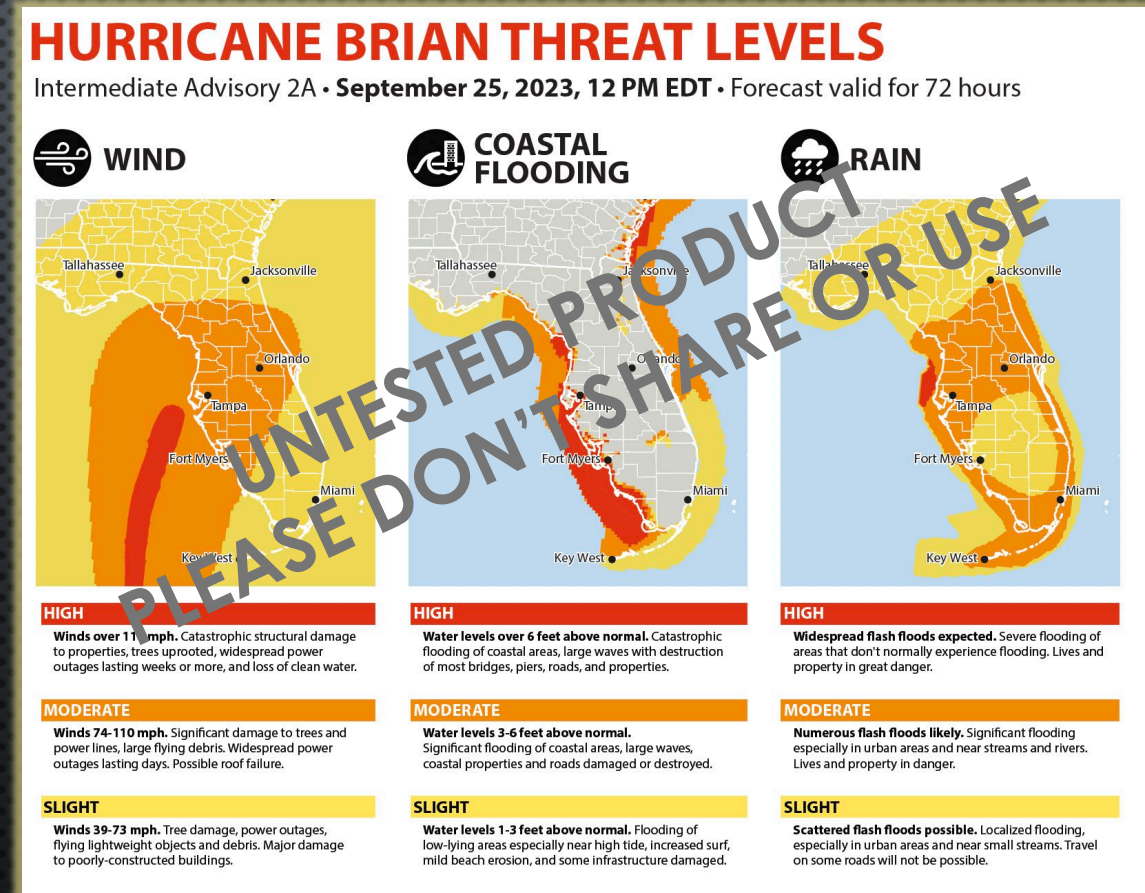 HURRICANE BRIAN THREAT LEVELS
Intermediate Advisory 2A • September 25, 2023, 12 PM EDT • Forecast valid for 72 hours
WIND
Tallahassee
Jacksonville
Orlando
Tampa
Fort Myers
Miami
Key West
HIGH
Winds over mph. Catastrophic structural damage
to properties, trees uprooted, widespread power
outages lasting weeks or more, and loss of clean water.
MODERATE
Winds 74-110 mph. Significant damage to trees and
power lines, large flying debris. Widespread power
outages lasting days. Possible roof failure.
SLIGHT
Winds 39-73 mph. Tree damage, power outages,
flying lightweight objects and debris. Major damage
to poorly-constructed buildings.
COASTAL
FLOODING
Tallahassee
Jacksonville
Orlando
Tampa
Fort Myers
Miami
Key West
HIGH
Water levels over 6 feet above normal. Catastrophic
flooding of coastal areas, large waves with destruction
of most bridges, piers, roads, and properties.
MODERATE
Water levels 3-6 feet above normal.
Significant flooding of coastal areas, large waves,
coastal properties and roads damaged or destroyed.
SLIGHT
Water levels 1-3 feet above normal. Flooding of
low-lying areas especially near high tide, increased surf,
mild beach erosion, and some infrastructure damaged.
RAIN
Tallahassee
Jacksonville
Orlando
Tampa
Fort Myers
Miami
Key West
HIGH
Widespread flash floods expected. Severe flooding of
areas that don't normally experience flooding. Lives and
property in great danger.
MODERATE
Numerous flash floods likely. Significant flooding
especially in urban areas and near streams and rivers.
Lives and property in danger.
SLIGHT
Scattered flash floods possible. Localized flooding,
especially in urban areas and near small streams. Travel
on some roads will not be possible.
UNTESTED PRODUCT
PLEASE DON'T SHARE OR USE